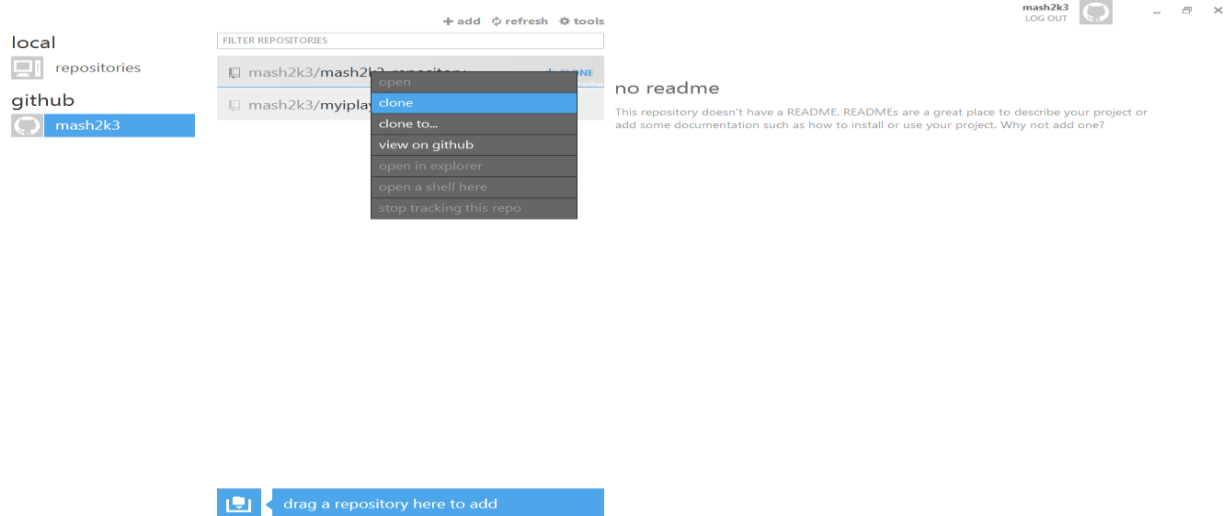 mash2k3
LOG OUT
+ add refresh tools
local
repositories
github
mash2k3
FILTER REPOSITORIES
mash2k3/mash2k3-repository CLONE
mash2k3/myipla
open
clone
clone to...
view on github
open in explorer
open a shell here
stop tracking this repo
no readme
This repository doesn't have a README. READMEs are a great place to describe your project or
add some documentation such as how to install or use your project. Why not add one?
drag a repository here to add